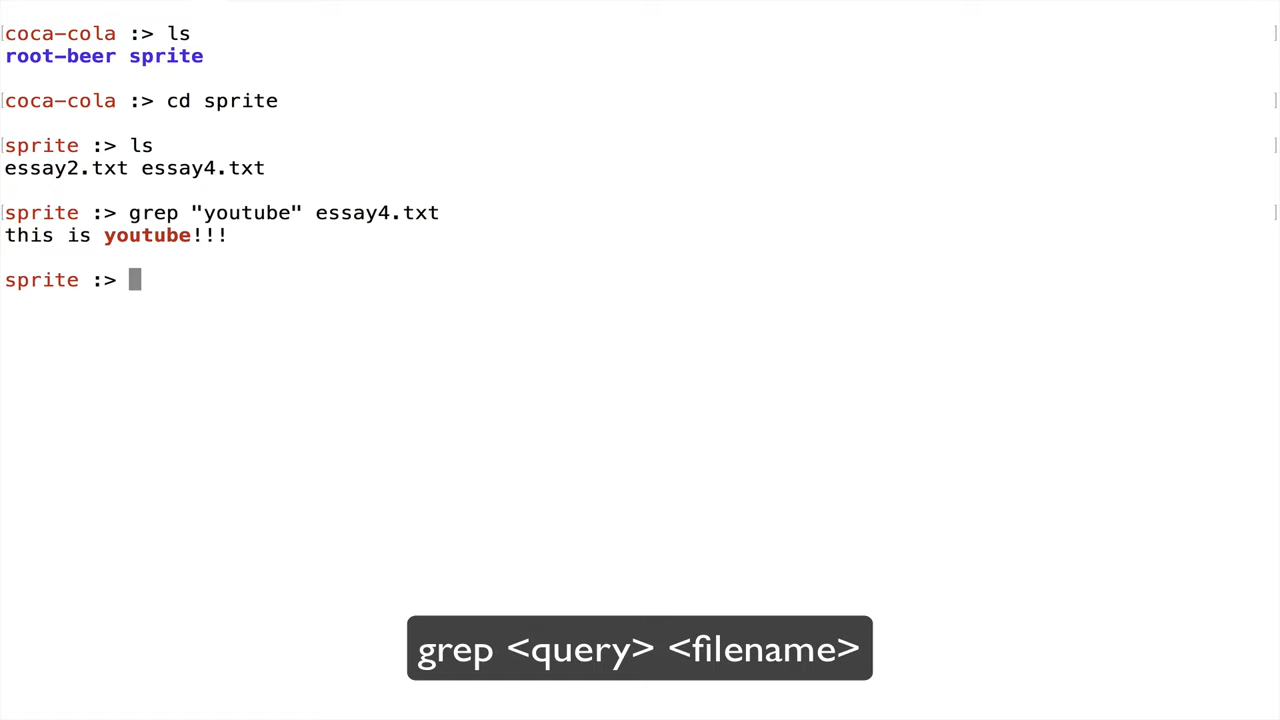 coca-cola :> ls
root-beer sprite
coca-cola :> cd sprite
sprite :> ls
essay2.txt essay4.txt
sprite :> grep "youtube" essay4.txt
this is youtube!!!
sprite :>
grep <query> <filename>